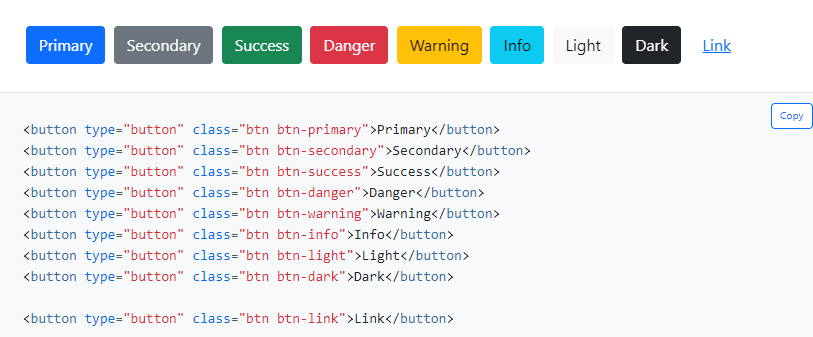 Primary Secondary Success Danger Warning Info Light Dark Link
Copy
<button type="button" class="btn btn-primary">Primary</button>
<button type="button" class="btn btn-secondary">Secondary</button>
<button type="button" class="btn btn-success">Success</button>
<button type="button" class="btn btn-danger">Danger</button>
<button type="button" class="btn btn-warning">Warning</button>
<button type="button" class="btn btn-info">Info</button>
<button type="button" class="btn btn-light">Light</button>
<button type="button" class="btn btn-dark">Dark</button>
<button type="button" class="btn btn-link">Link</button>